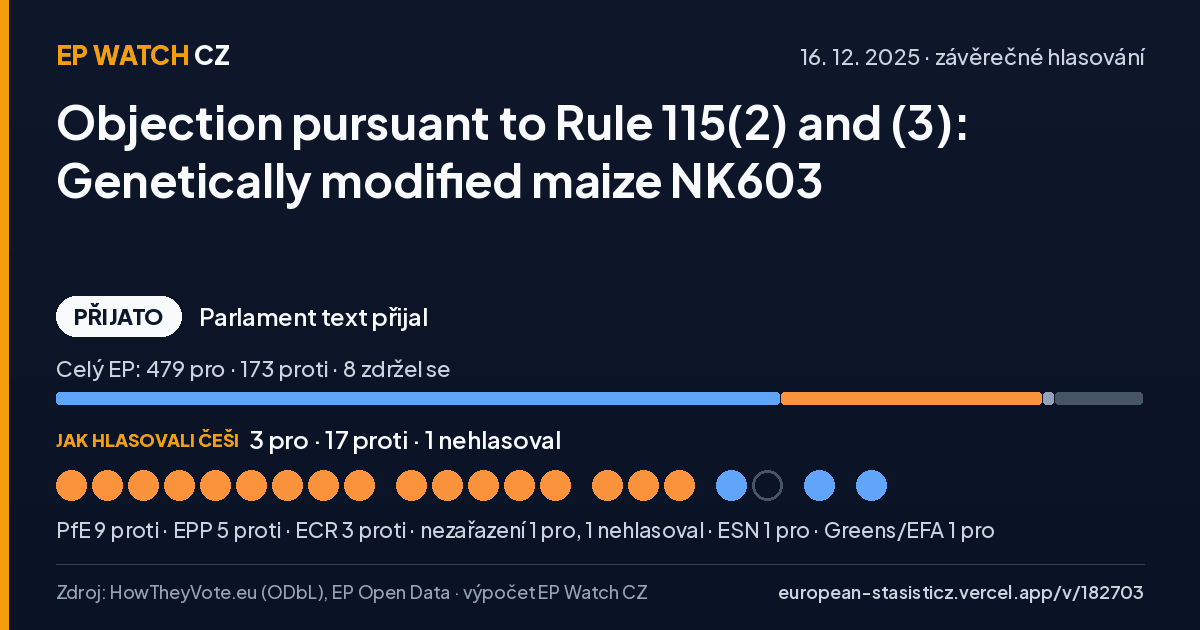 EP WATCH CZ
16. 12. 2025 · závěrečné hlasování
Objection pursuant to Rule 115(2) and (3):
Genetically modified maize NK603
PŘIJATO Parlament text přijal
Celý EP: 479 pro · 173 proti · 8 zdržel se
JAK HLASOVALI ČEŠI 3 pro · 17 proti · 1 nehlasoval
PfE 9 proti · EPP 5 proti · ECR 3 proti · nezařazení 1 pro, 1 nehlasoval · ESN 1 pro · Greens/EFA 1 pro
Zdroj: HowTheyVote.eu (ODbL), EP Open Data · výpočet EP Watch CZ
european-stasisticz.vercel.app/v/182703